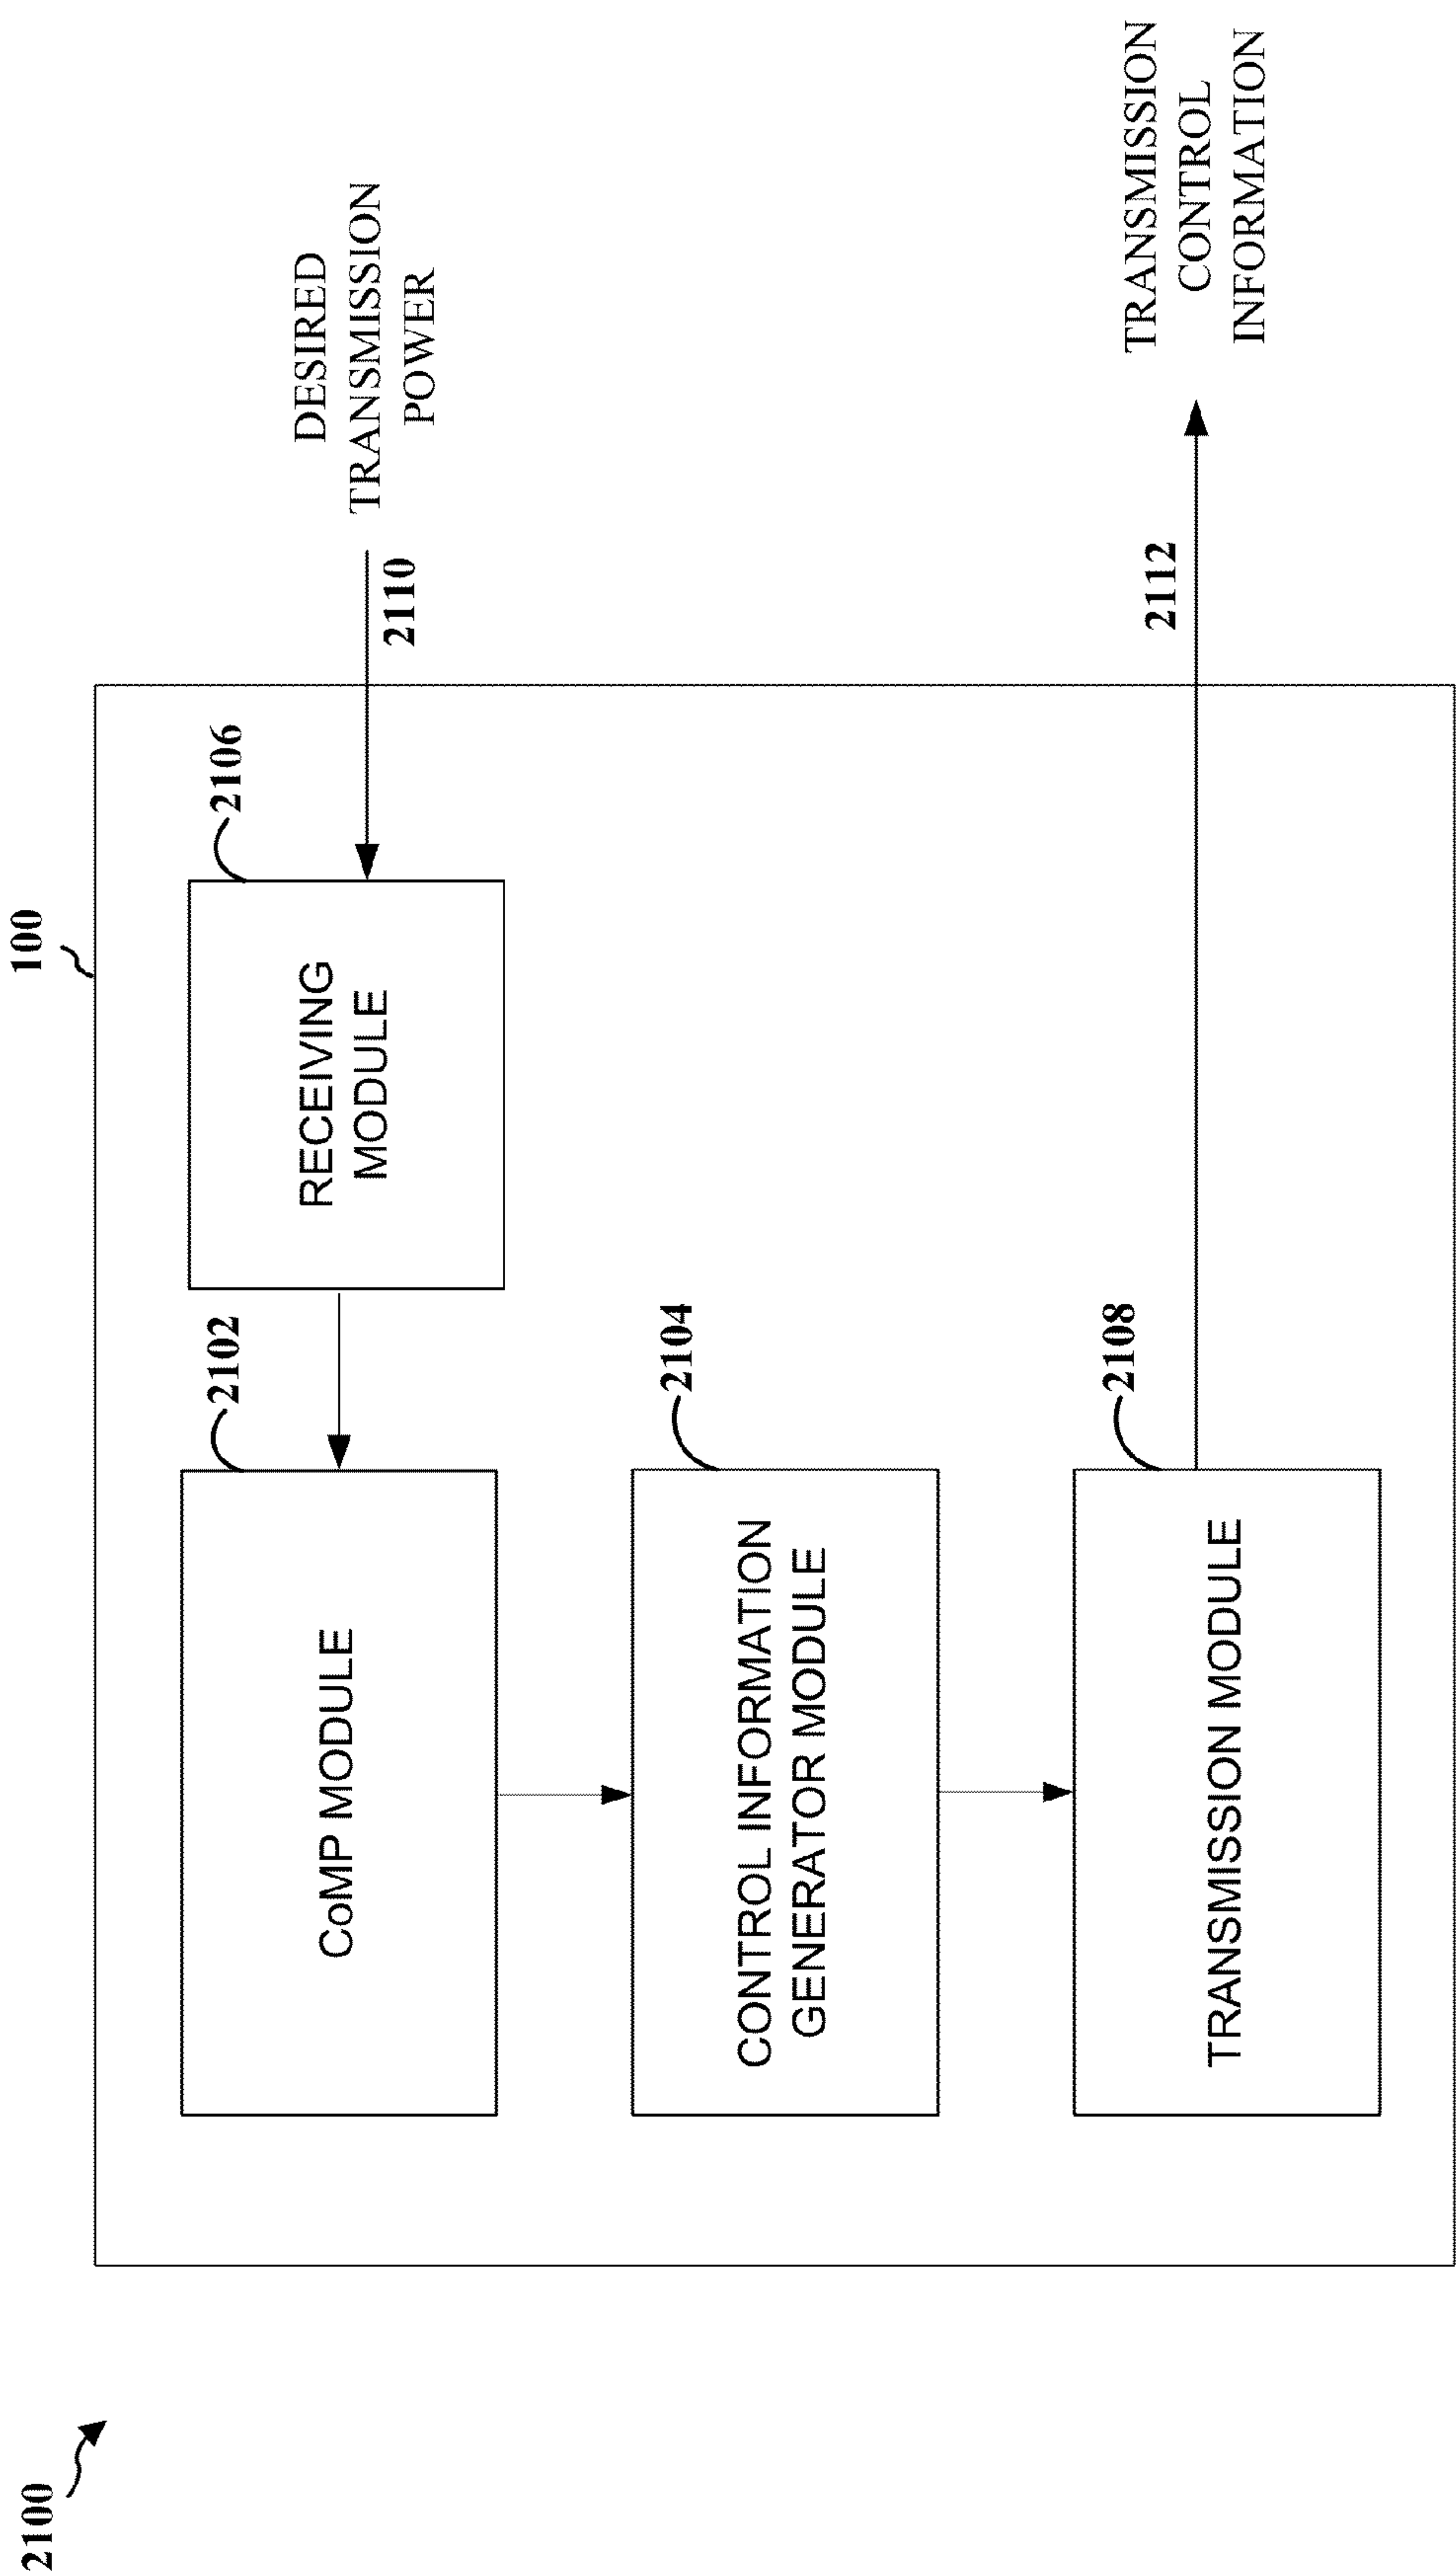 2100
100
2102
CoMP MODULE
2106
RECEIVING
MODULE
2110
DESIRED
TRANSMISSION
POWER
2104
CONTROL INFORMATION
GENERATOR MODULE
2108
TRANSMISSION MODULE
2112
TRANSMISSION
CONTROL
INFORMATION